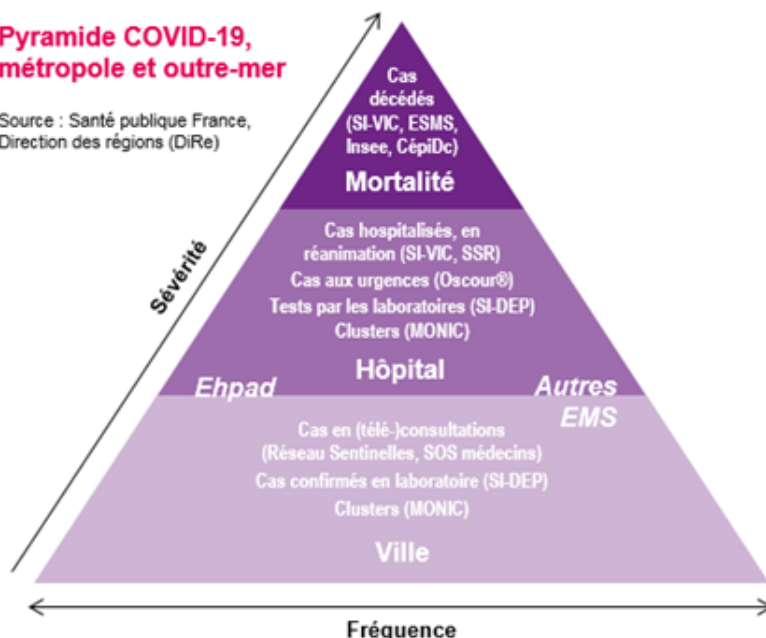 Pyramide COVID-19,
métropole et outre-mer
Source : Santé publique France,
Direction des régions (DiRe)
Sévérité
Cas
décédés
(SI-VIC, ESMS,
Insee, CépiDc)
Mortalité
Cas hospitalisés, en
réanimation (SI-VIC, SSR)
Cas aux urgences (Oscour®)
Tests par les laboratoires (SI-DEP)
Clusters (MONIC)
Hôpital
Ehpad
Autres
EMS
Cas en (télé-)consultations
(Réseau Sentinelles, SOS médecins)
Cas confirmés en laboratoire (SI-DEP)
Clusters (MONIC)
Ville
Fréquence